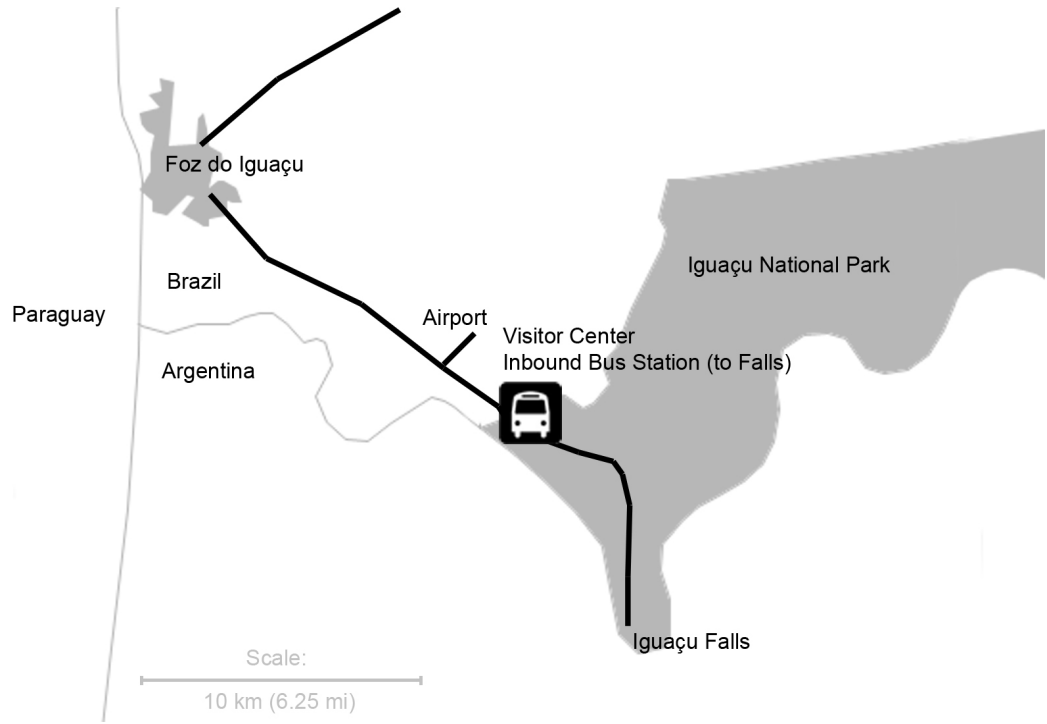 Foz do Iguaçu
Iguaçu National Park
Brazil
Paraguay
Airport
Visitor Center
Inbound Bus Station (to Falls)
Argentina
Iguaçu Falls
Scale:
10 km (6.25 mi)